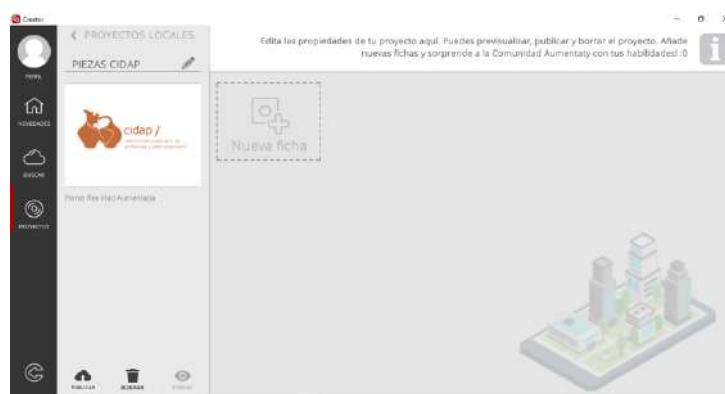 Creator
PROYECTOS LOCALES
PIEZAS CIDAP
Edita las propiedades de tu proyecto aquí. Puedes previsualizar, publicar y borrar el proyecto. Añade
nuevas fichas y sorprende a la Comunidad Aumentaty con tus habilidades! :0
PERFIL
NOVEDADES
BUSCAR
PROYECTOS
cidap /
Nueva ficha
Realidad Aumentada
PUBLICAR
BORRAR